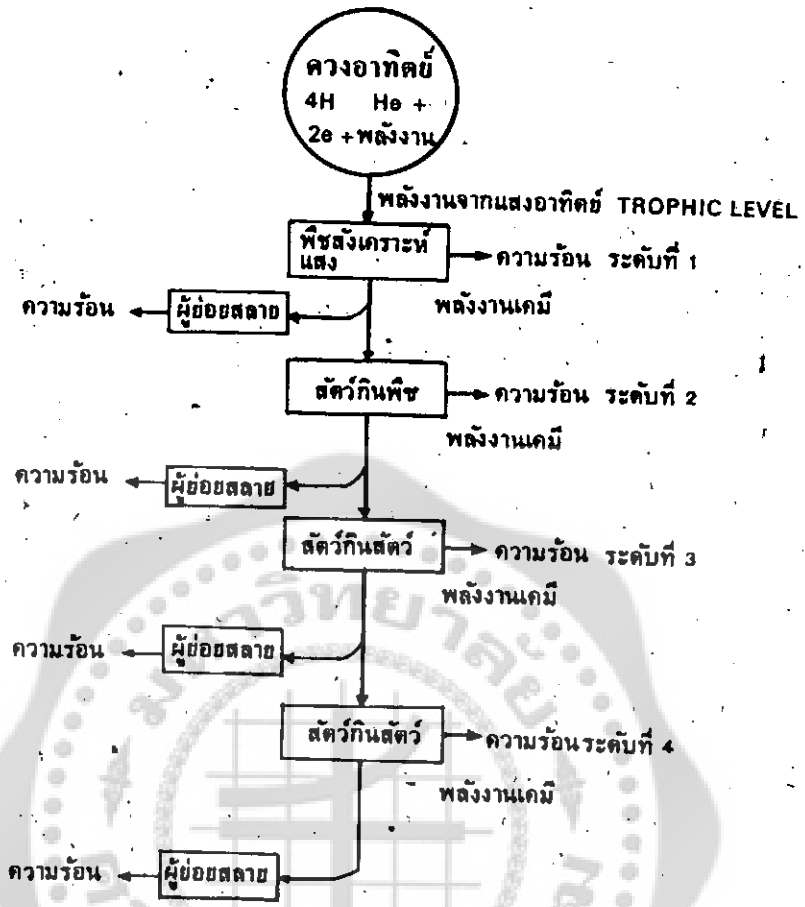 ดวงอาทิตย์
4H He +
2e + พลังงาน
พลังงานจากแสงอาทิตย์ TROPHIC LEVEL
พืชสังเคราะห์
แสง
ความร้อน ระดับที่ 1
พลังงานเคมี
ความร้อน ผู้ย่อยสลาย
สัตว์กินพืช ความร้อน ระดับที่ 2
พลังงานเคมี
ความร้อน ผู้ย่อยสลาย
สัตว์กินสัตว์ ความร้อน ระดับที่ 3
พลังงานเคมี
ความร้อน ผู้ย่อยสลาย
สัตว์กินสัตว์ ความร้อนระดับที่ 4
พลังงานเคมี
ความร้อน ผู้ย่อยสลาย
มหาวิทยาลัย